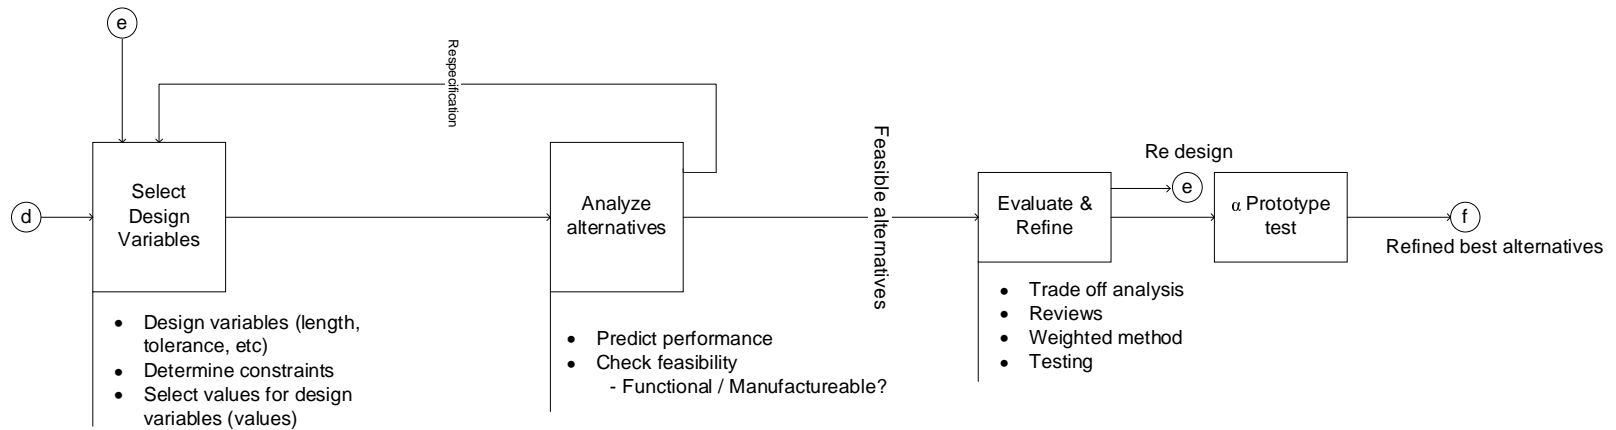 e
Respecification
Select
Design
Variables
d
Analyze
alternatives
Feasible alternatives
Evaluate &
Refine
Re design
e
α Prototype
test
f
Refined best alternatives
• Design variables (length,
tolerance, etc)
• Determine constraints
• Select values for design
variables (values)
• Predict performance
• Check feasibility
- Functional / Manufactureable?
• Trade off analysis
• Reviews
• Weighted method
• Testing